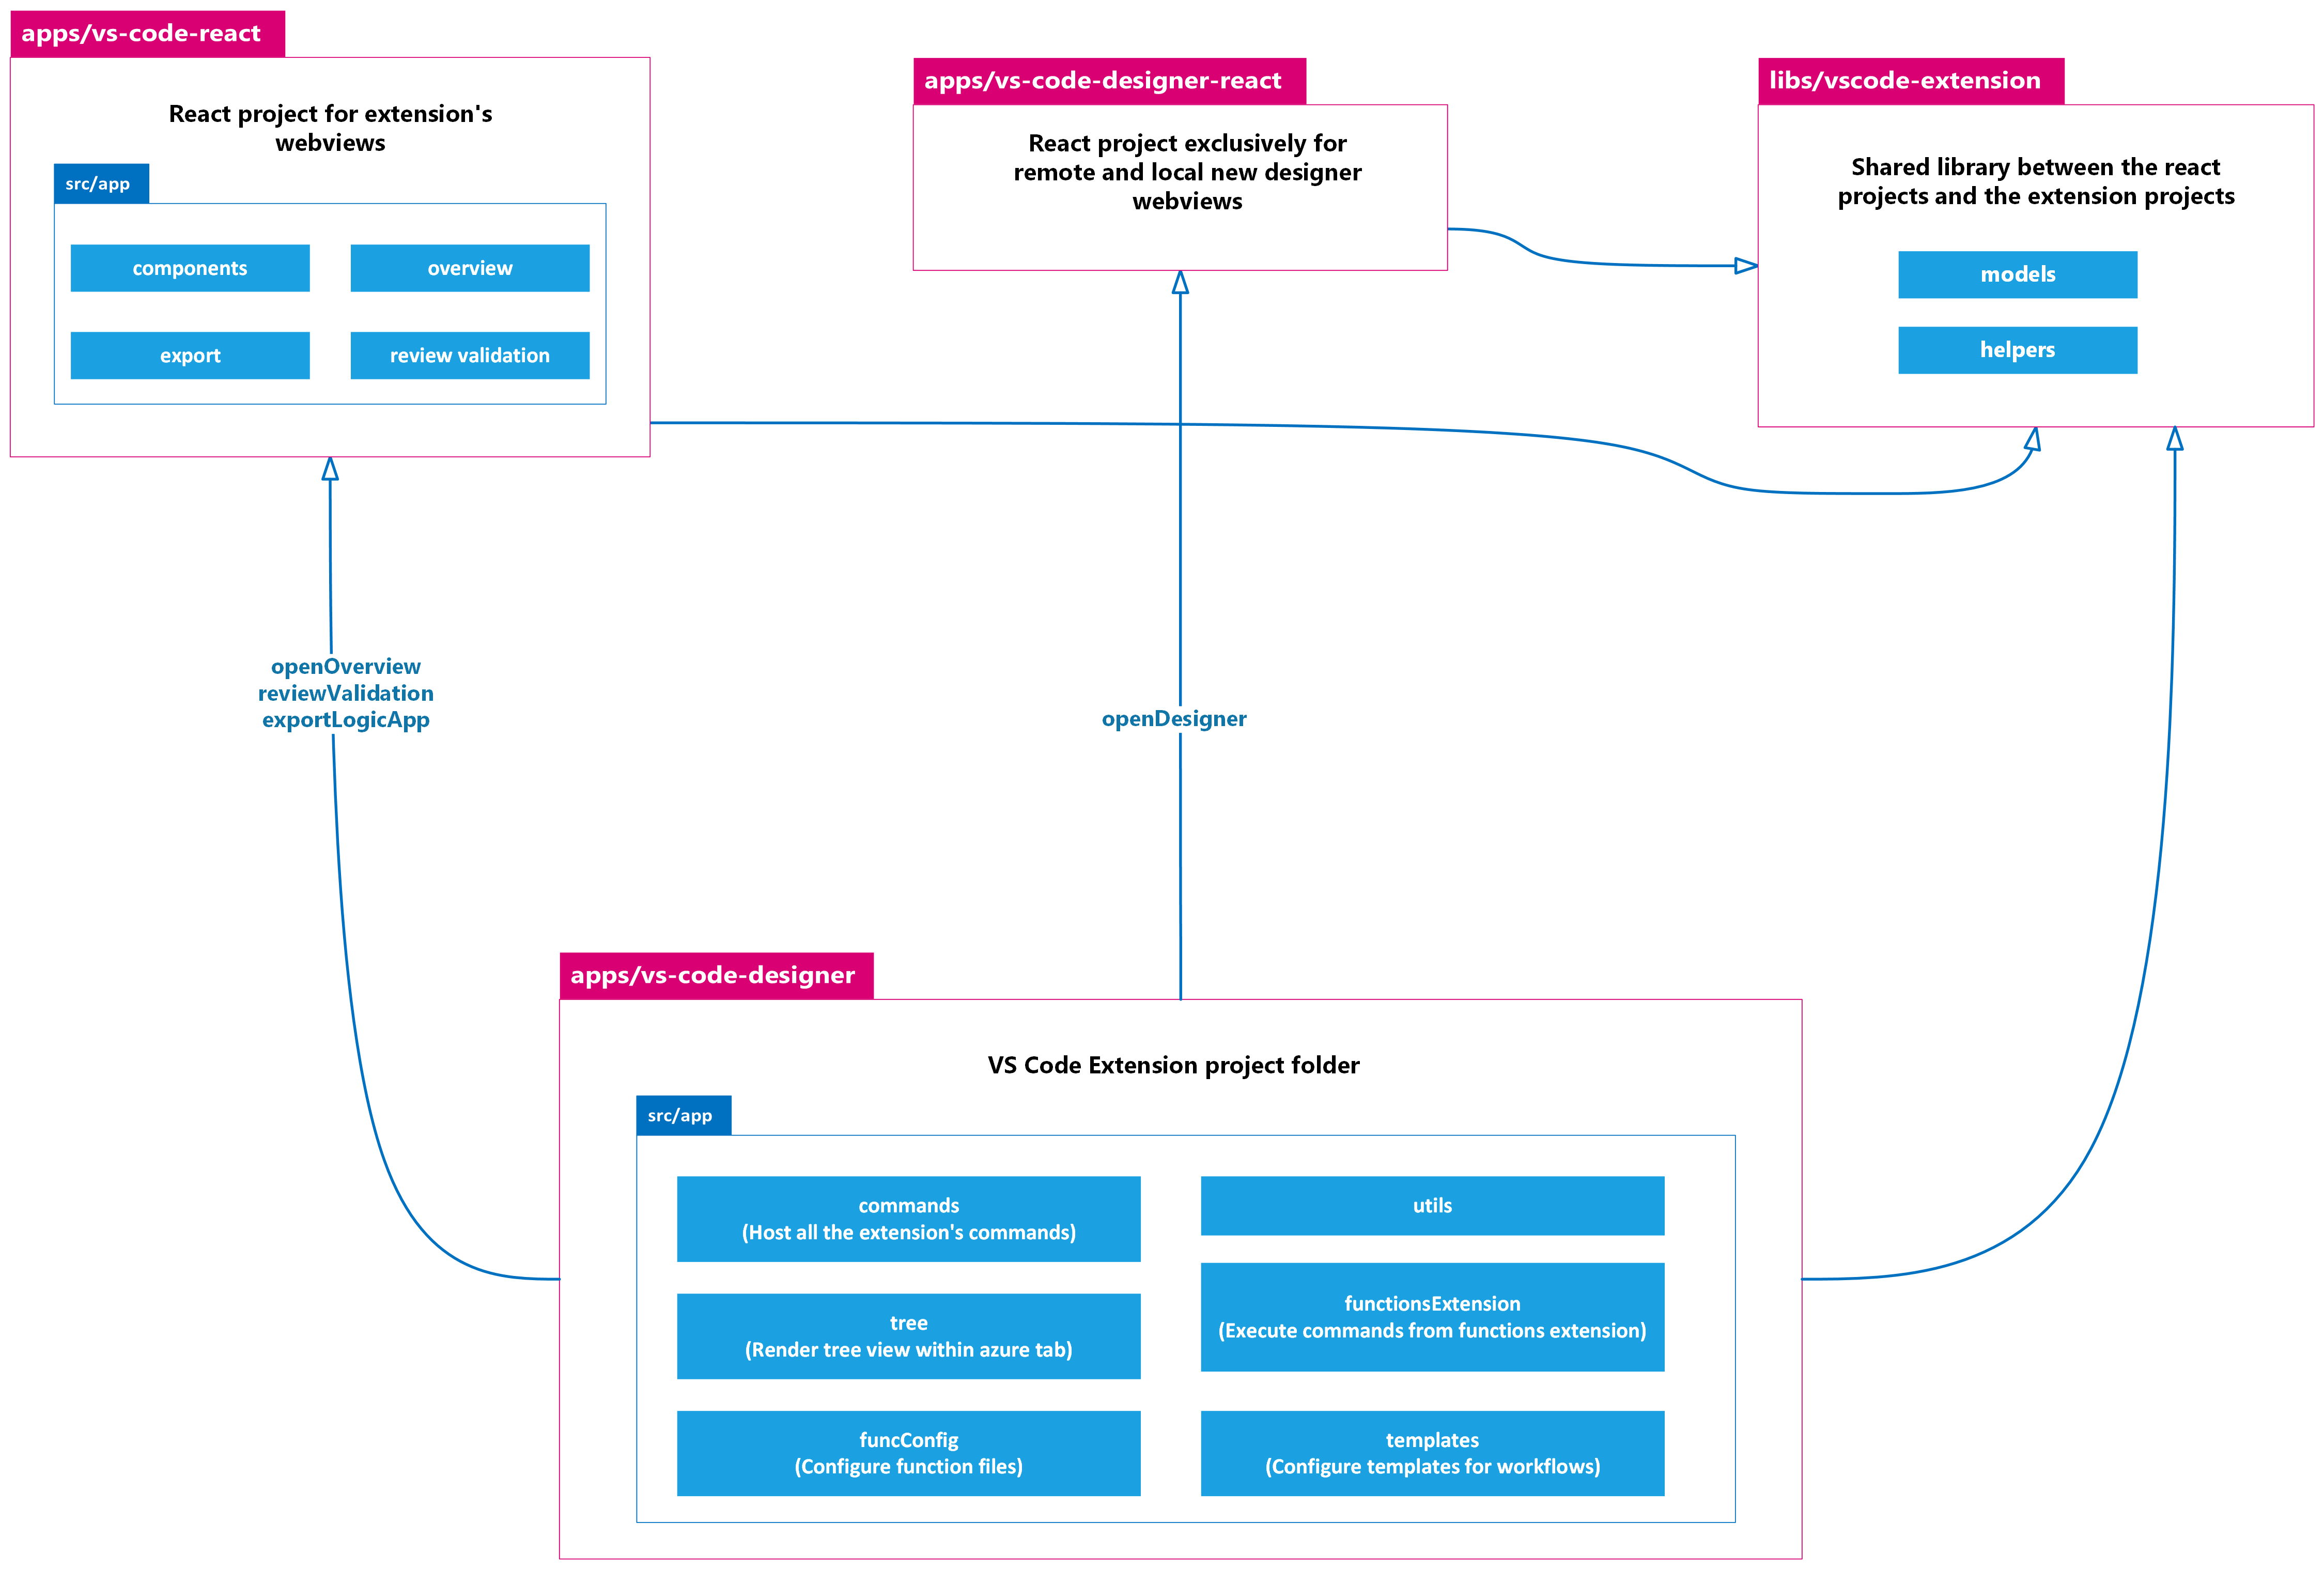 apps/vs-code-react
React project for extension's
webviews
src/app
components
overview
export
review validation
apps/vs-code-designer-react
React project exclusively for
remote and local new designer
webviews
libs/vscode-extension
Shared library between the react
projects and the extension projects
models
helpers
openOverview
reviewValidation
exportLogicApp
openDesigner
apps/vs-code-designer
VS Code Extension project folder
src/app
commands
(Host all the extension's commands)
utils
tree
(Render tree view within azure tab)
functionsExtension
(Execute commands from functions extension)
funcConfig
(Configure function files)
templates
(Configure templates for workflows)